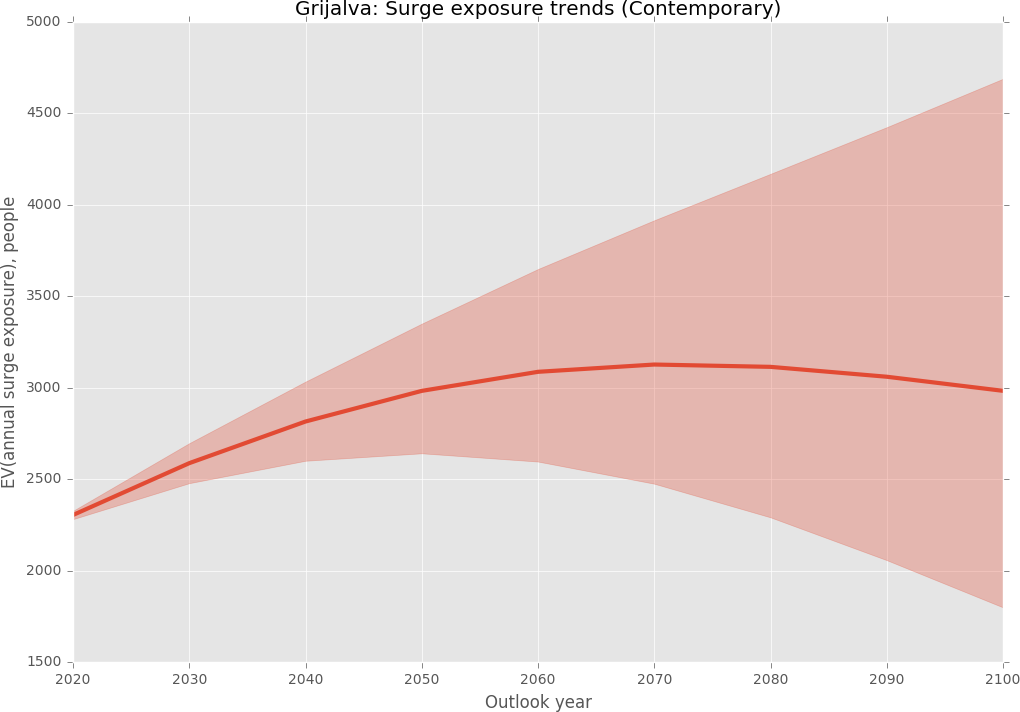 Grijalva: Surge exposure trends (Contemporary)
EV(annual surge exposure), people
5000
4500
4000
3500
3000
2500
2000
1500
2020 2030 2040 2050 2060 2070 2080 2090 2100
Outlook year